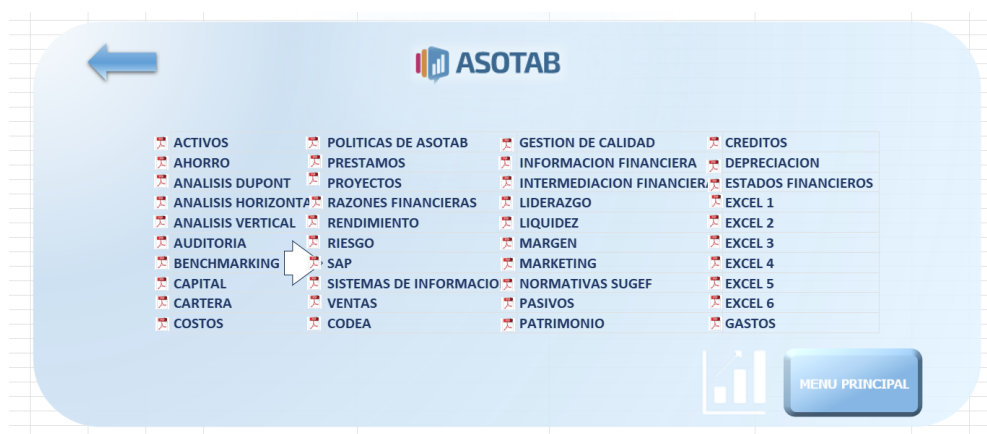 ASOTAB
ACTIVOS POLITICAS DE ASOTAB GESTION DE CALIDAD CREDITOS
AHORRO PRESTAMOS INFORMACION FINANCIERA DEPRECIACION
ANALISIS DUPONT PROYECTOS INTERMEDIACION FINANCIER ESTADOS FINANCIEROS
ANALISIS HORIZONTA RAZONES FINANCIERAS LIDERAZGO EXCEL 1
ANALISIS VERTICAL RENDIMIENTO LIQUIDEZ EXCEL 2
AUDITORIA RIESGO MARGEN EXCEL 3
BENCHMARKING SAP MARKETING EXCEL 4
CAPITAL SISTEMAS DE INFORMACIO NORMATIVAS SUGEF EXCEL 5
CARTERA VENTAS PASIVOS EXCEL 6
COSTOS CODEA PATRIMONIO GASTOS
MENU PRINCIPAL